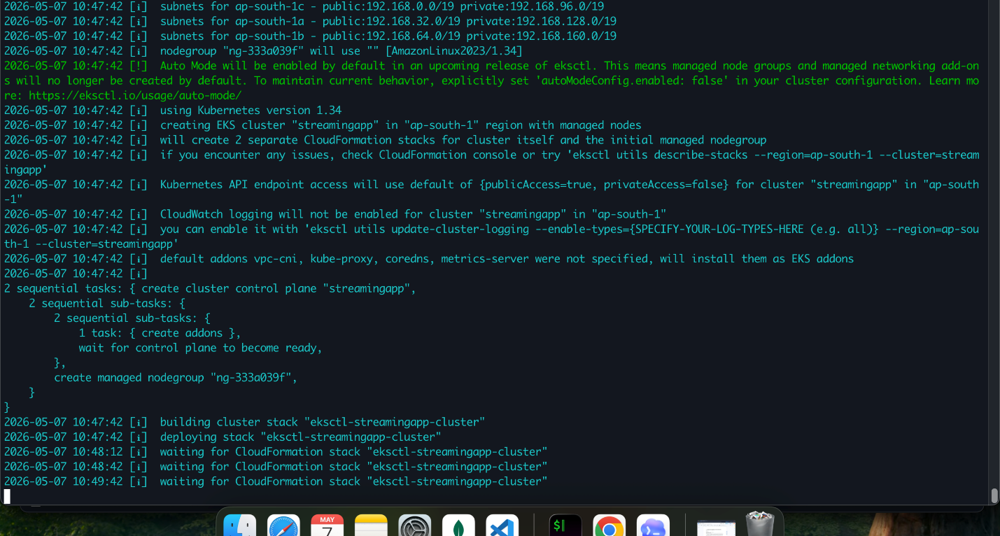 2026-05-07 10:47:42 [ℹ]  subnets for ap-south-1c - public:192.168.0.0/19 private:192.168.96.0/19
2026-05-07 10:47:42 [ℹ]  subnets for ap-south-1a - public:192.168.32.0/19 private:192.168.128.0/19
2026-05-07 10:47:42 [ℹ]  subnets for ap-south-1b - public:192.168.64.0/19 private:192.168.160.0/19
2026-05-07 10:47:42 [ℹ]  nodegroup "ng-333a039f" will use "" [AmazonLinux2023/1.34]
2026-05-07 10:47:42 [!]  Auto Mode will be enabled by default in an upcoming release of eksctl. This means managed node groups and managed networking add-on
s will no longer be created by default. To maintain current behavior, explicitly set 'autoModeConfig.enabled: false' in your cluster configuration. Learn mo
re: https://eksctl.io/usage/auto-mode/
2026-05-07 10:47:42 [ℹ]  using Kubernetes version 1.34
2026-05-07 10:47:42 [ℹ]  creating EKS cluster "streamingapp" in "ap-south-1" region with managed nodes
2026-05-07 10:47:42 [ℹ]  will create 2 separate CloudFormation stacks for cluster itself and the initial managed nodegroup
2026-05-07 10:47:42 [ℹ]  if you encounter any issues, check CloudFormation console or try 'eksctl utils describe-stacks --region=ap-south-1 --cluster=stream
ingapp'
2026-05-07 10:47:42 [ℹ]  Kubernetes API endpoint access will use default of {publicAccess=true, privateAccess=false} for cluster "streamingapp" in "ap-south
-1"
2026-05-07 10:47:42 [ℹ]  CloudWatch logging will not be enabled for cluster "streamingapp" in "ap-south-1"
2026-05-07 10:47:42 [ℹ]  you can enable it with 'eksctl utils update-cluster-logging --enable-types={SPECIFY-YOUR-LOG-TYPES-HERE (e.g. all)} --region=ap-sou
th-1 --cluster=streamingapp'
2026-05-07 10:47:42 [ℹ]  default addons vpc-cni, kube-proxy, coredns, metrics-server were not specified, will install them as EKS addons
2026-05-07 10:47:42 [ℹ]
2 sequential tasks: { create cluster control plane "streamingapp",
    2 sequential sub-tasks: {
        2 sequential sub-tasks: {
            1 task: { create addons },
            wait for control plane to become ready,
        },
        create managed nodegroup "ng-333a039f",
    }
}
2026-05-07 10:47:42 [ℹ]  building cluster stack "eksctl-streamingapp-cluster"
2026-05-07 10:47:42 [ℹ]  deploying stack "eksctl-streamingapp-cluster"
2026-05-07 10:48:12 [ℹ]  waiting for CloudFormation stack "eksctl-streamingapp-cluster"
2026-05-07 10:48:42 [ℹ]  waiting for CloudFormation stack "eksctl-streamingapp-cluster"
2026-05-07 10:49:42 [ℹ]  waiting for CloudFormation stack "eksctl-streamingapp-cluster"
MAY
7
$